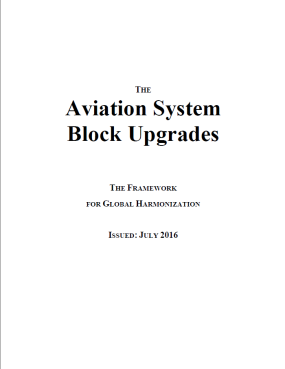 THE
Aviation System
Block Upgrades
THE FRAMEWORK
FOR GLOBAL HARMONIZATION
ISSUED: JULY 2016